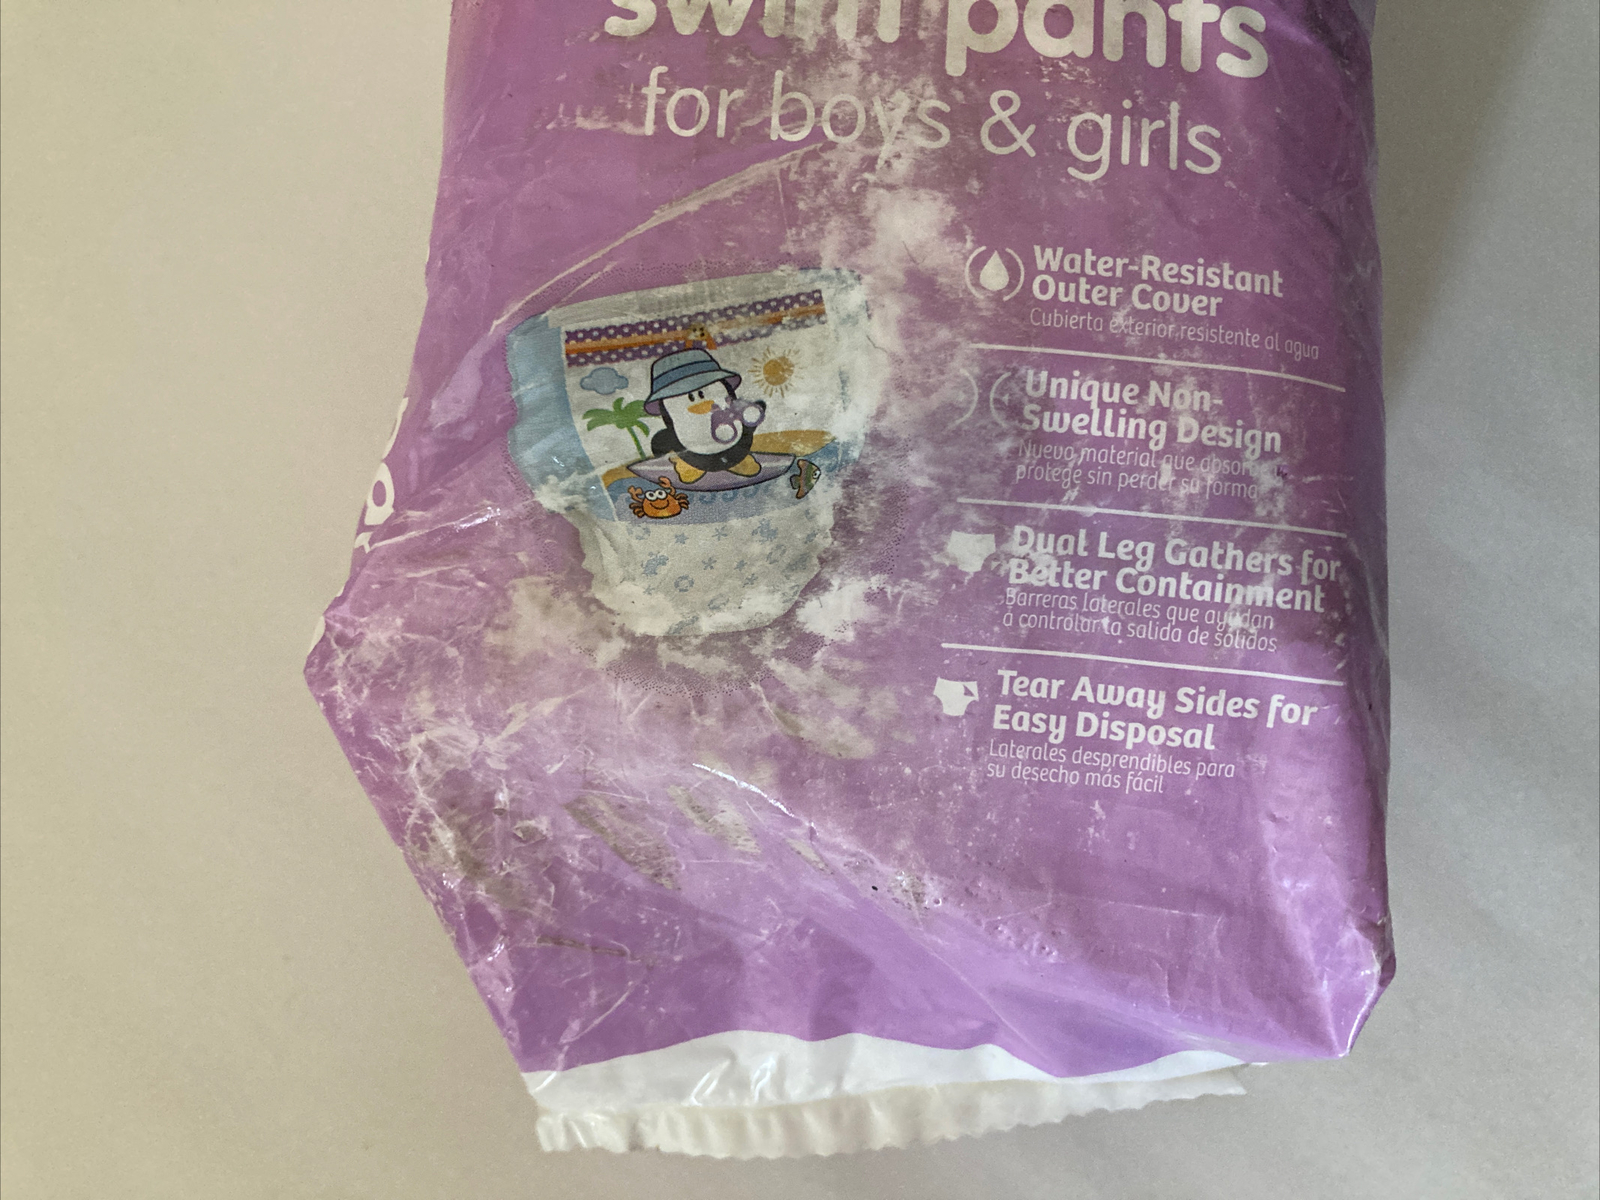 swim pants
for boys & girls
Water-Resistant
Outer Cover
Cubierta exterior resistente al agua
Unique Non-
Swelling Design
Nuevo material que absorbe y
protege sin perder su forma
Dual Leg Gathers for
Better Containment
Barreras laterales que ayudan
a controlar la salida de sólidos
Tear Away Sides for
Easy Disposal
Laterales desprendibles para
su desecho más fácil